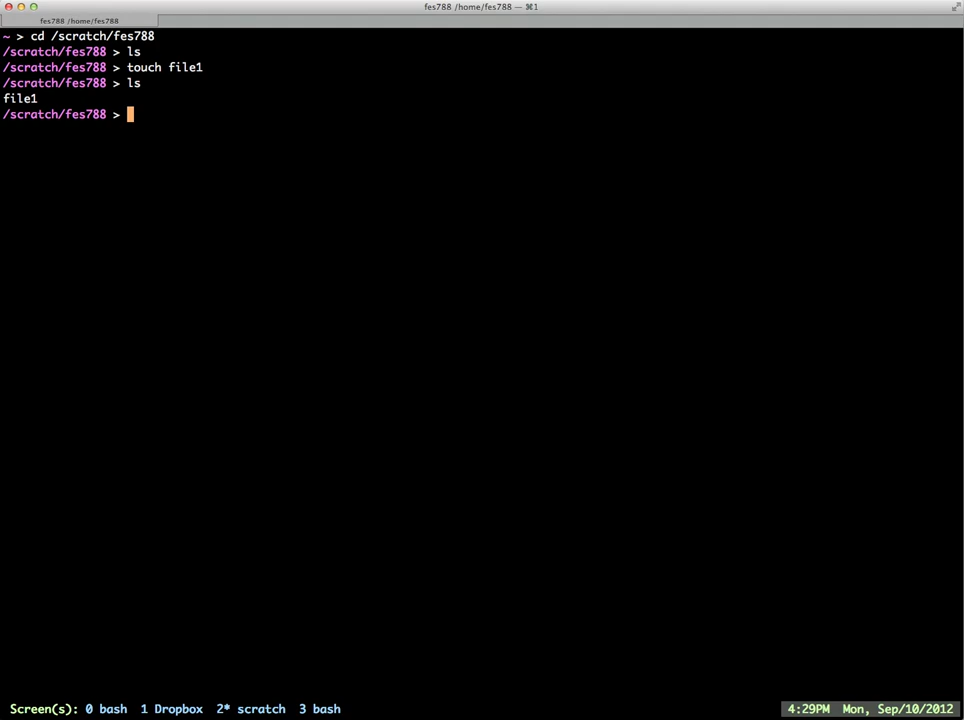 fes788 /home/fes788 — ⌘1
fes788 /home/fes788
~ > cd /scratch/fes788
/scratch/fes788 > ls
/scratch/fes788 > touch file1
/scratch/fes788 > ls
file1
/scratch/fes788 >
Screen(s): 0 bash 1 Dropbox 2* scratch 3 bash 4:29PM Mon, Sep/10/2012